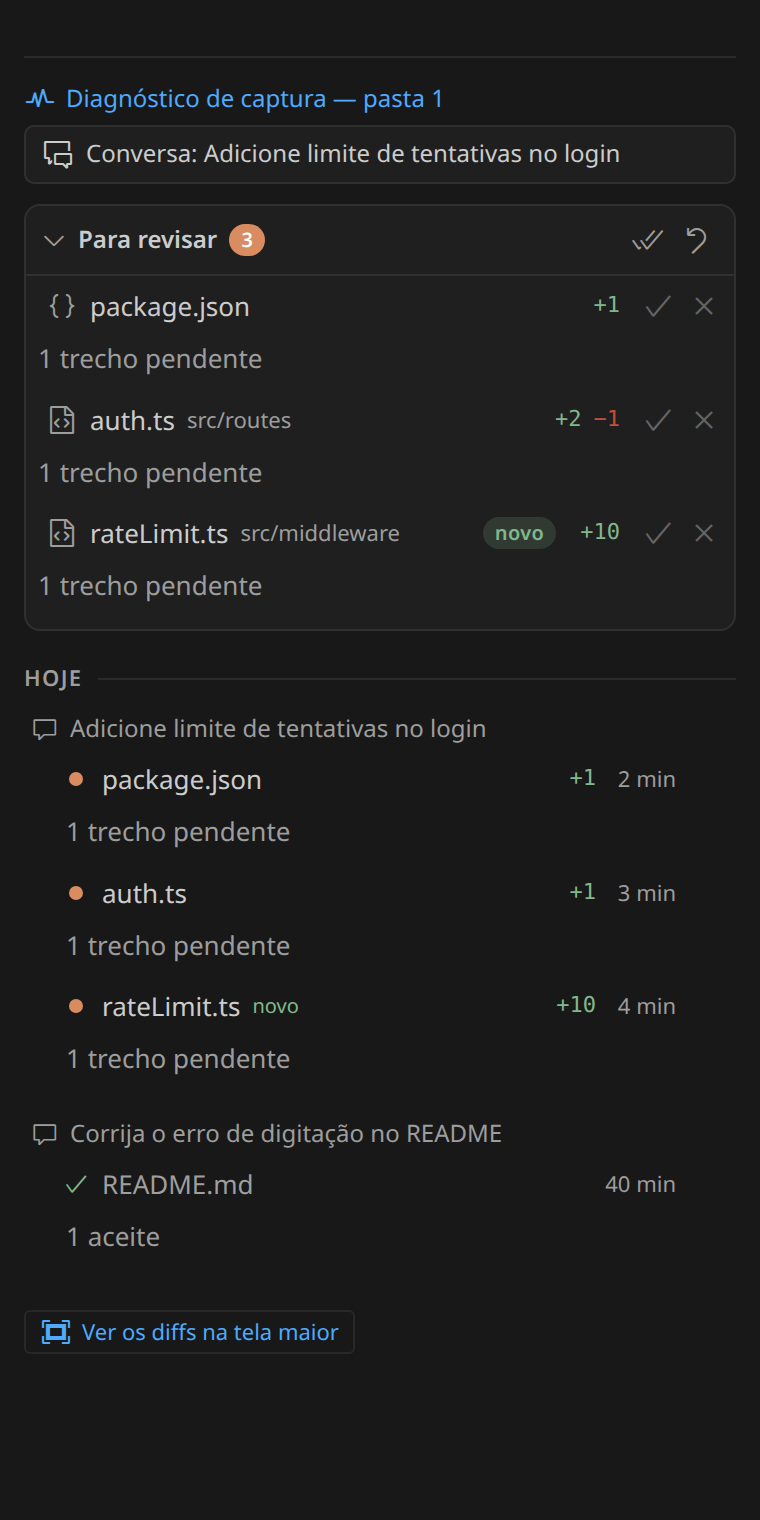 Diagnóstico de captura — pasta 1
Conversa: Adicione limite de tentativas no login
Para revisar 3
package.json +1
1 trecho pendente
auth.ts src/routes +2 −1
1 trecho pendente
rateLimit.ts src/middleware novo +10
1 trecho pendente
HOJE
Adicione limite de tentativas no login
package.json +1 2 min
1 trecho pendente
auth.ts +1 3 min
1 trecho pendente
rateLimit.ts novo +10 4 min
1 trecho pendente
Corrija o erro de digitação no README
README.md 40 min
1 aceite
Ver os diffs na tela maior